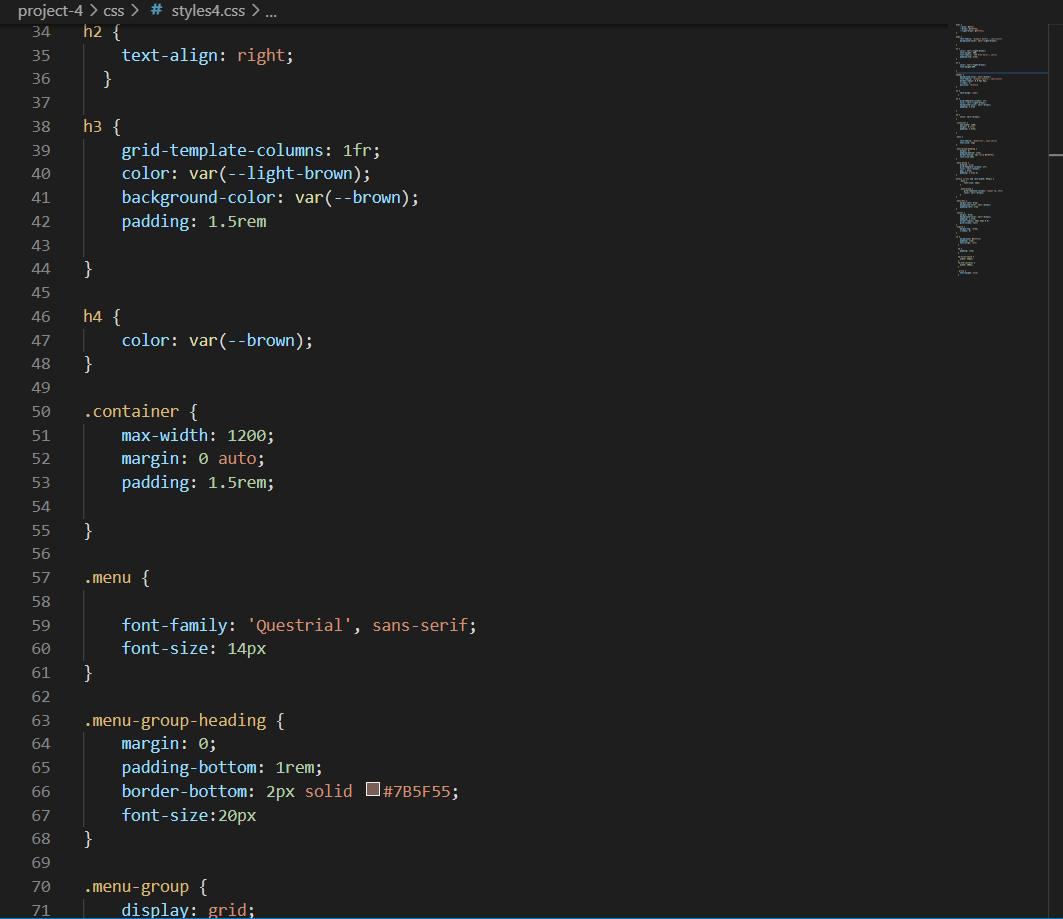 project-4 > css > # styles4.css > ...
34 h2 {
35 text-align: right;
36 }
37
38 h3 {
39 grid-template-columns: 1fr;
40 color: var(--light-brown);
41 background-color: var(--brown);
42 padding: 1.5rem
43
44 }
45
46 h4 {
47 color: var(--brown);
48 }
49
50 .container {
51 max-width: 1200;
52 margin: 0 auto;
53 padding: 1.5rem;
54
55 }
56
57 .menu {
58
59 font-family: 'Questrial', sans-serif;
60 font-size: 14px
61 }
62
63 .menu-group-heading {
64 margin: 0;
65 padding-bottom: 1rem;
66 border-bottom: 2px solid #7B5F55;
67 font-size:20px
68 }
69
70 .menu-group {
71 display: grid;